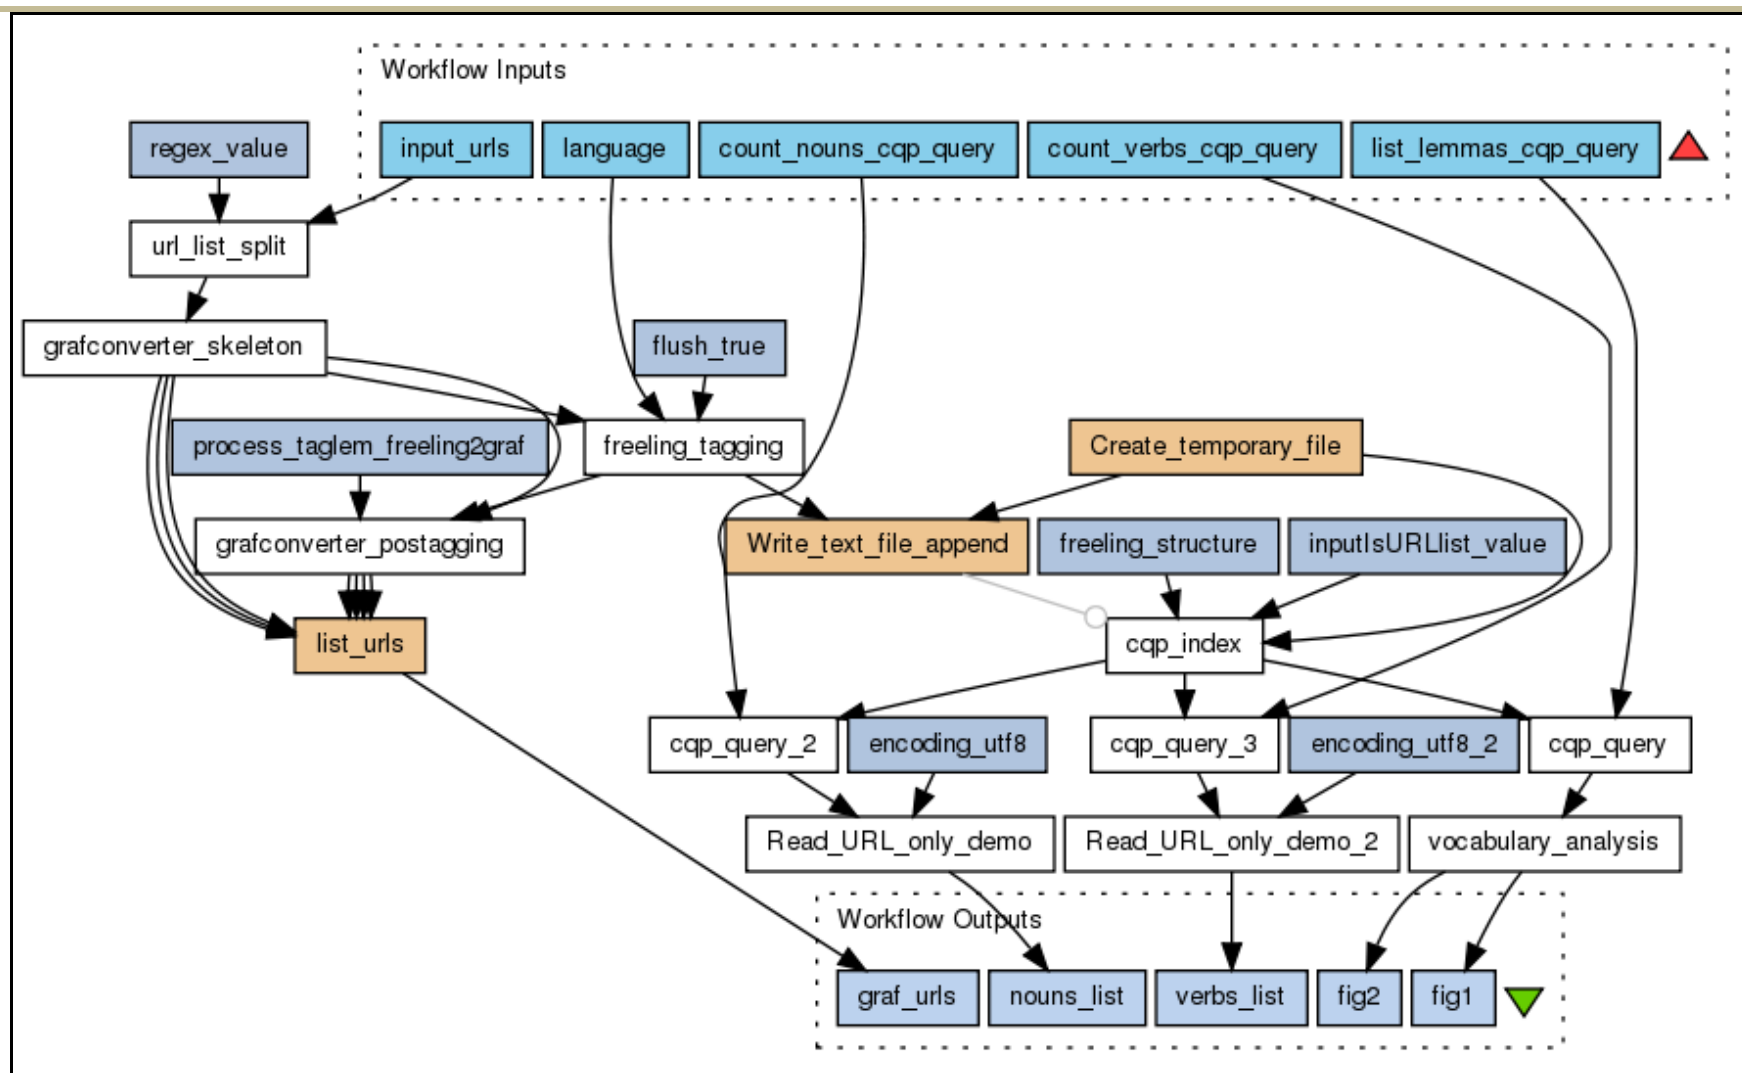 Workflow Inputs
regex_value
input_urls
language
count_nouns_cqp_query
count_verbs_cqp_query
list_lemmas_cqp_query
url_list_split
grafconverter_skeleton
flush_true
process_taglem_freeling2graf
freeling_tagging
Create_temporary_file
grafconverter_postagging
Write_text_file_append
freeling_structure
inputIsURLlist_value
list_urls
cqp_index
cqp_query_2
encoding_utf8
cqp_query_3
encoding_utf8_2
cqp_query
Read_URL_only_demo
Read_URL_only_demo_2
vocabulary_analysis
Workflow Outputs
graf_urls
nouns_list
verbs_list
fig2
fig1